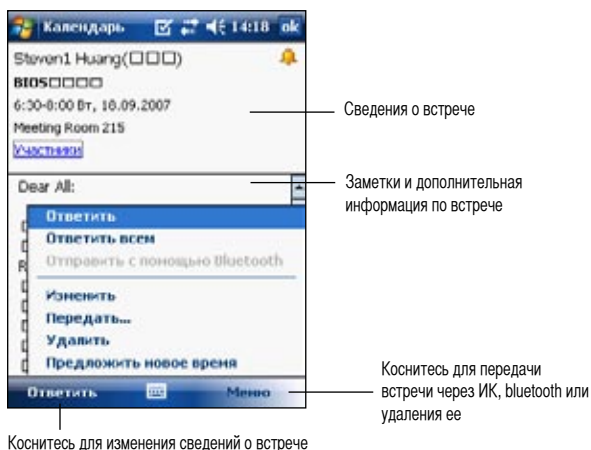 Календарь 14:18 ok
Steven1 Huang(□□□)
BIOS□□□□
6:30-8:00 Вт, 18.09.2007
Meeting Room 215
Участники
Dear All:
Ответить
Ответить всем
Отправить с помощью Bluetooth
Изменить
Передать...
Удалить
Предложить новое время
Ответить Меню
Сведения о встрече
Заметки и дополнительная
информация по встрече
Коснитесь для передачи
встречи через ИК, bluetooth или
удаления ее
Коснитесь для изменения сведений о встрече